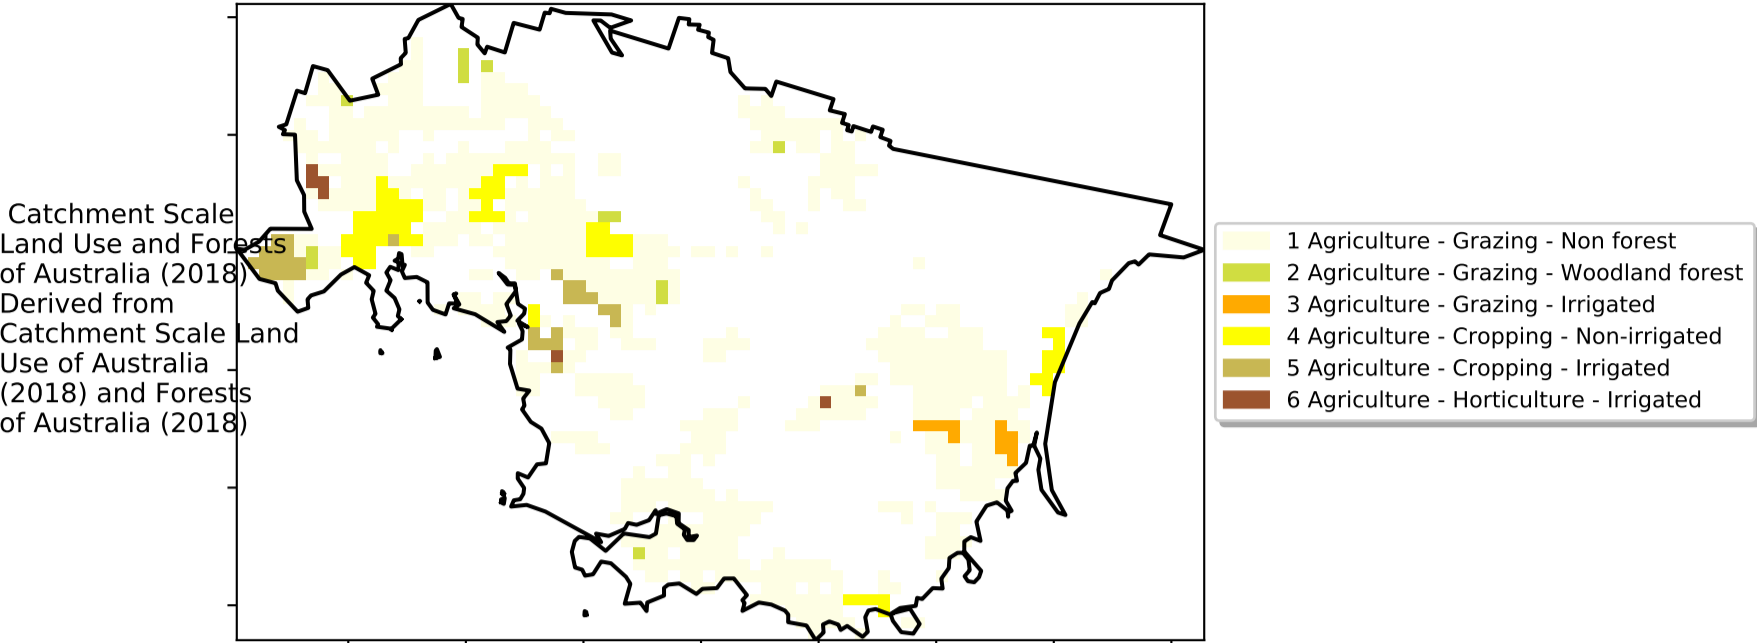 Catchment Scale
Land Use and Forests
of Australia (2018)
Derived from
Catchment Scale Land
Use of Australia
(2018) and Forests
of Australia (2018)
1 Agriculture - Grazing - Non forest
2 Agriculture - Grazing - Woodland forest
3 Agriculture - Grazing - Irrigated
4 Agriculture - Cropping - Non-irrigated
5 Agriculture - Cropping - Irrigated
6 Agriculture - Horticulture - Irrigated